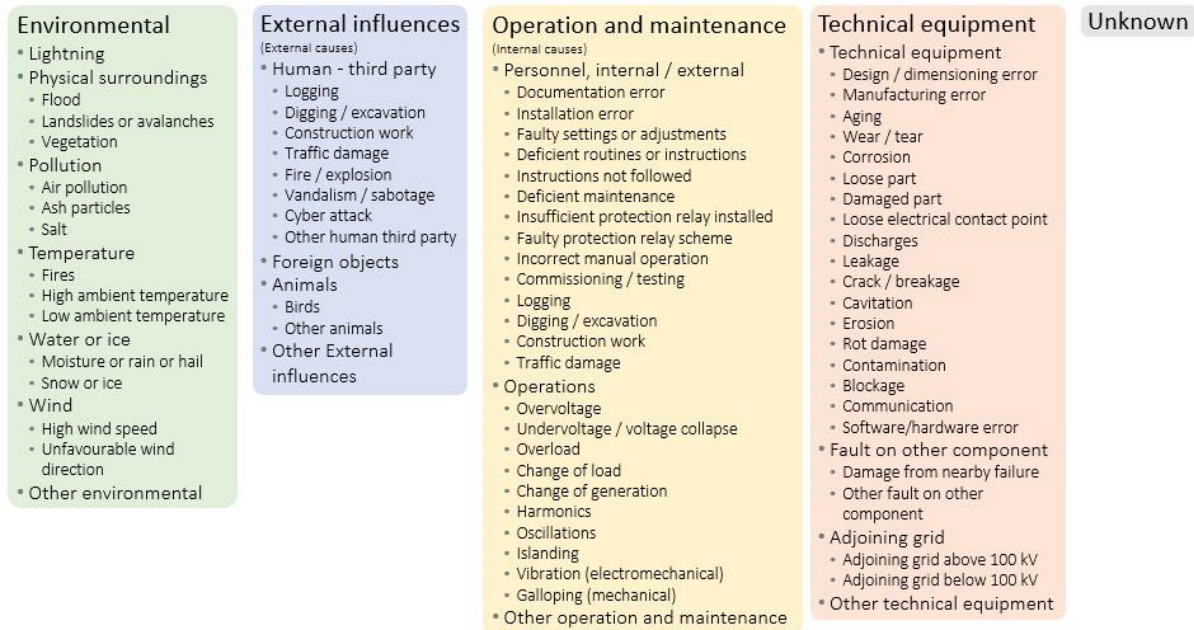 Environmental
• Lightning
• Physical surroundings
• Flood
• Landslides or avalanches
• Vegetation
• Pollution
• Air pollution
• Ash particles
• Salt
• Temperature
• Fires
• High ambient temperature
• Low ambient temperature
• Water or ice
• Moisture or rain or hail
• Snow or ice
• Wind
• High wind speed
• Unfavourable wind
direction
• Other environmental
External influences
(External causes)
• Human - third party
• Logging
• Digging / excavation
• Construction work
• Traffic damage
• Fire / explosion
• Vandalism / sabotage
• Cyber attack
• Other human third party
• Foreign objects
• Animals
• Birds
• Other animals
• Other External
influences
Operation and maintenance
(Internal causes)
• Personnel, internal / external
• Documentation error
• Installation error
• Faulty settings or adjustments
• Deficient routines or instructions
• Instructions not followed
• Deficient maintenance
• Insufficient protection relay installed
• Faulty protection relay scheme
• Incorrect manual operation
• Commissioning / testing
• Logging
• Digging / excavation
• Construction work
• Traffic damage
• Operations
• Overvoltage
• Undervoltage / voltage collapse
• Overload
• Change of load
• Change of generation
• Harmonics
• Oscillations
• Islanding
• Vibration (electromechanical)
• Galloping (mechanical)
• Other operation and maintenance
Technical equipment
• Technical equipment
• Design / dimensioning error
• Manufacturing error
• Aging
• Wear / tear
• Corrosion
• Loose part
• Damaged part
• Loose electrical contact point
• Discharges
• Leakage
• Crack / breakage
• Cavitation
• Erosion
• Rot damage
• Contamination
• Blockage
• Communication
• Software/hardware error
• Fault on other component
• Damage from nearby failure
• Other fault on other
component
• Adjoining grid
• Adjoining grid above 100 kV
• Adjoining grid below 100 kV
• Other technical equipment
Unknown